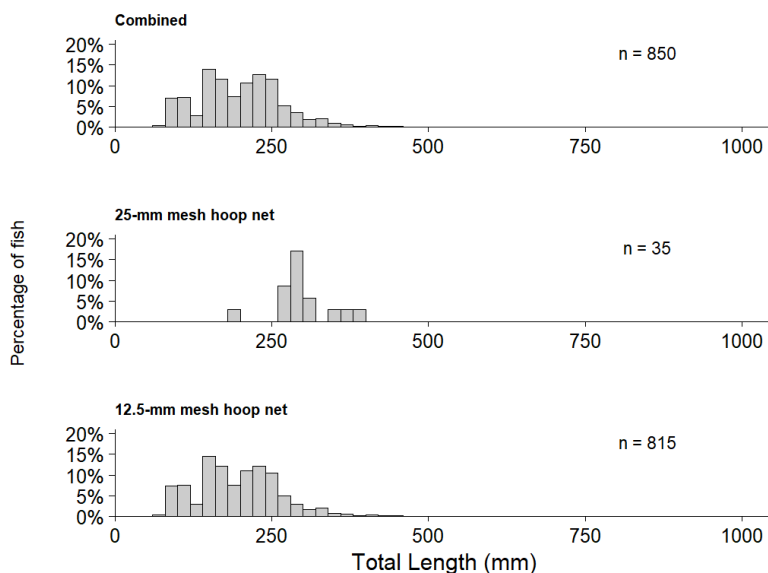 Combined
20%
15%
10%
5%
0%
n = 850
0 250 500 750 1000
25-mm mesh hoop net
20%
15%
10%
5%
0%
n = 35
0 250 500 750 1000
Percentage of fish
12.5-mm mesh hoop net
20%
15%
10%
5%
0%
n = 815
0 250 500 750 1000
Total Length (mm)